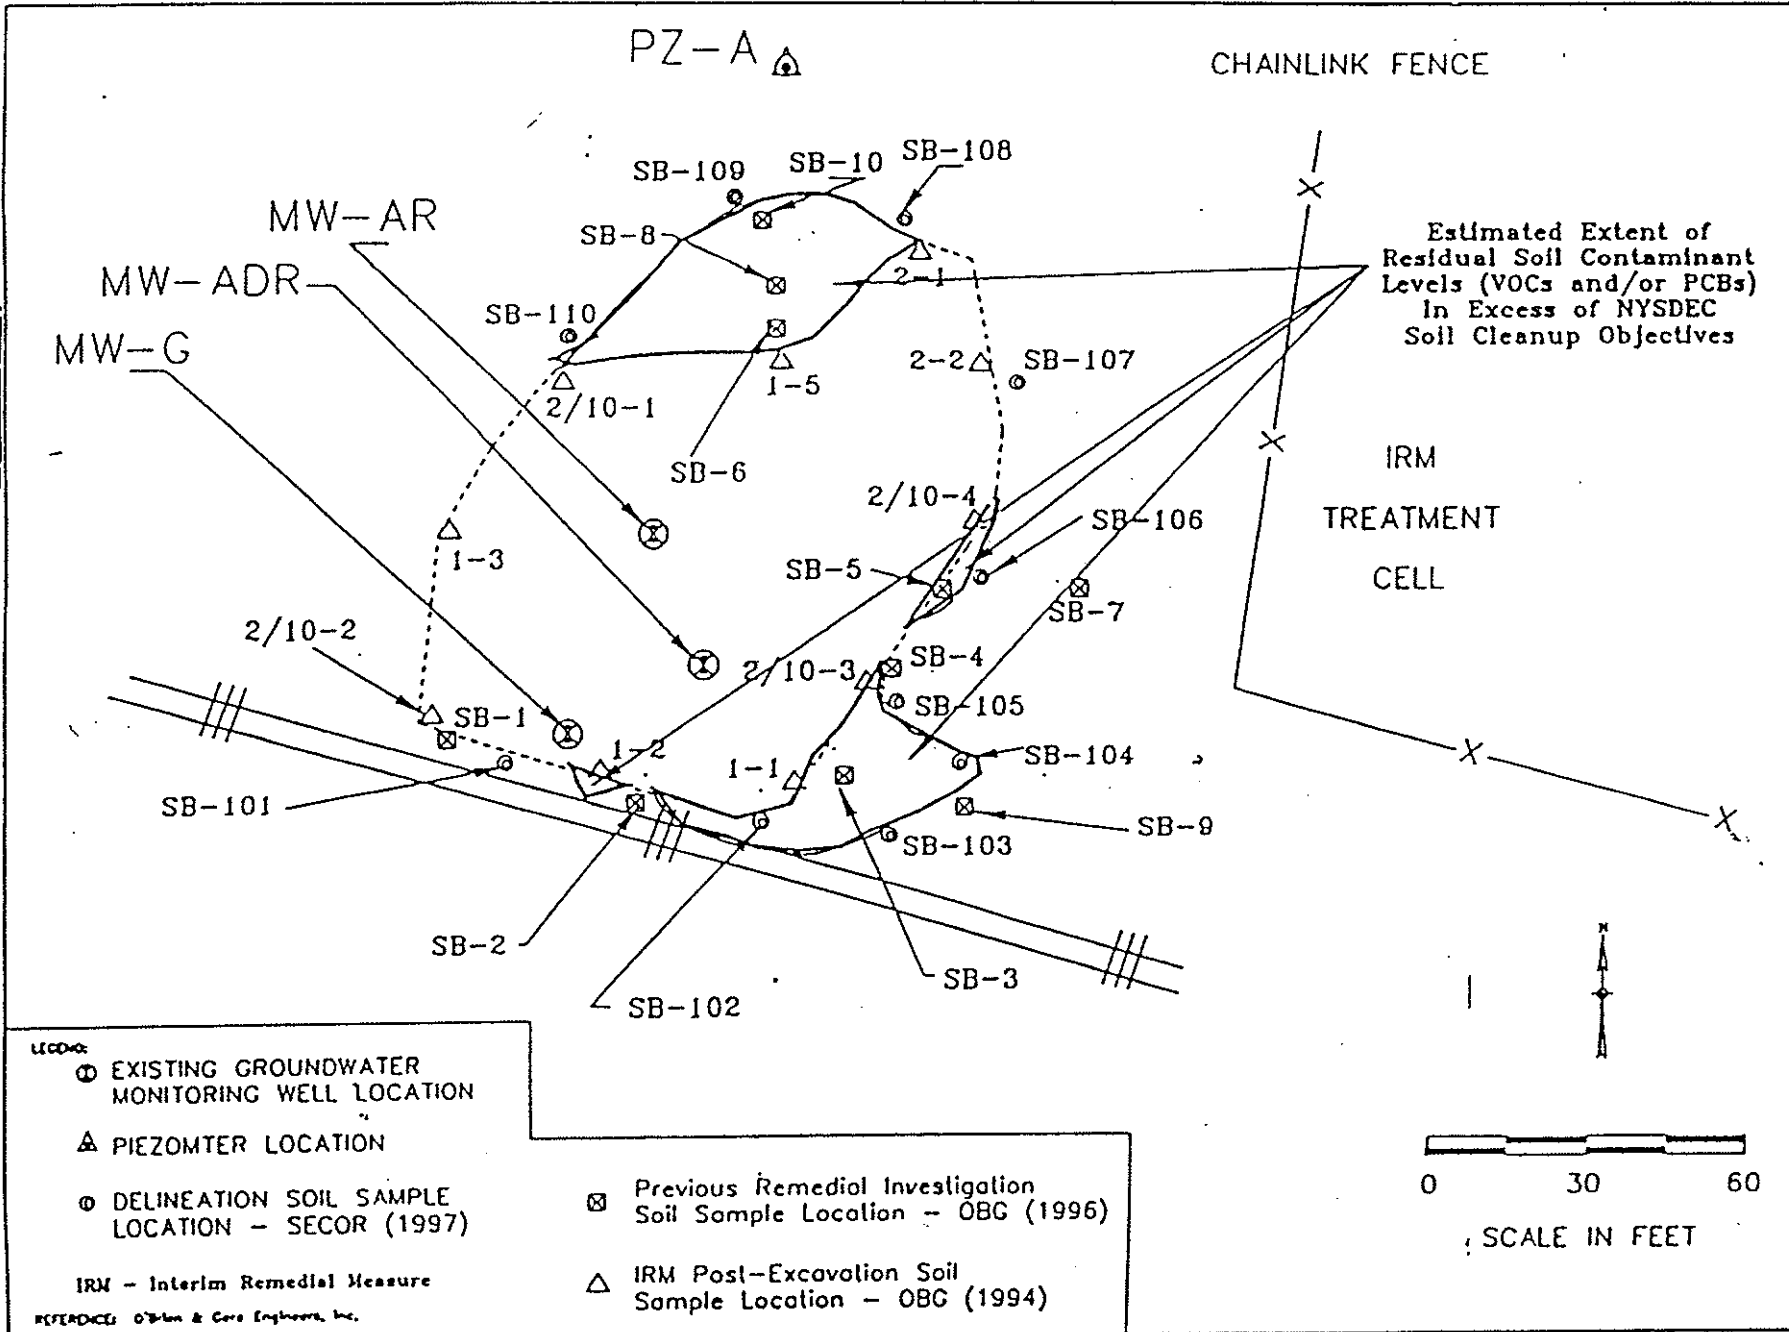 PZ-A
CHAINLINK FENCE
SB-109
SB-10
SB-108
MW-AR
SB-8
2-1
Estimated Extent of
Residual Soil Contaminant
Levels (VOCs and/or PCBs)
In Excess of NYSDEC
Soil Cleanup Objectives
MW-ADR
SB-110
MW-G
2/10-1
1-5
2-2
SB-107
SB-6
IRM
TREATMENT
CELL
2/10-4
SB-106
1-3
SB-5
SB-7
2/10-2
2/10-3
SB-4
SB-1
SB-105
1-2
1-1
SB-104
SB-101
SB-9
SB-103
SB-2
SB-3
SB-102
N
LEGEND:
EXISTING GROUNDWATER
MONITORING WELL LOCATION
PIEZOMTER LOCATION
DELINEATION SOIL SAMPLE
LOCATION - SECOR (1997)
IRM - Interim Remedial Measure
REFERENCE: O'Brien & Gere Engineers, Inc.
Previous Remedial Investigation
Soil Sample Location - OBG (1996)
IRM Post-Excavation Soil
Sample Location - OBG (1994)
0 30 60
SCALE IN FEET